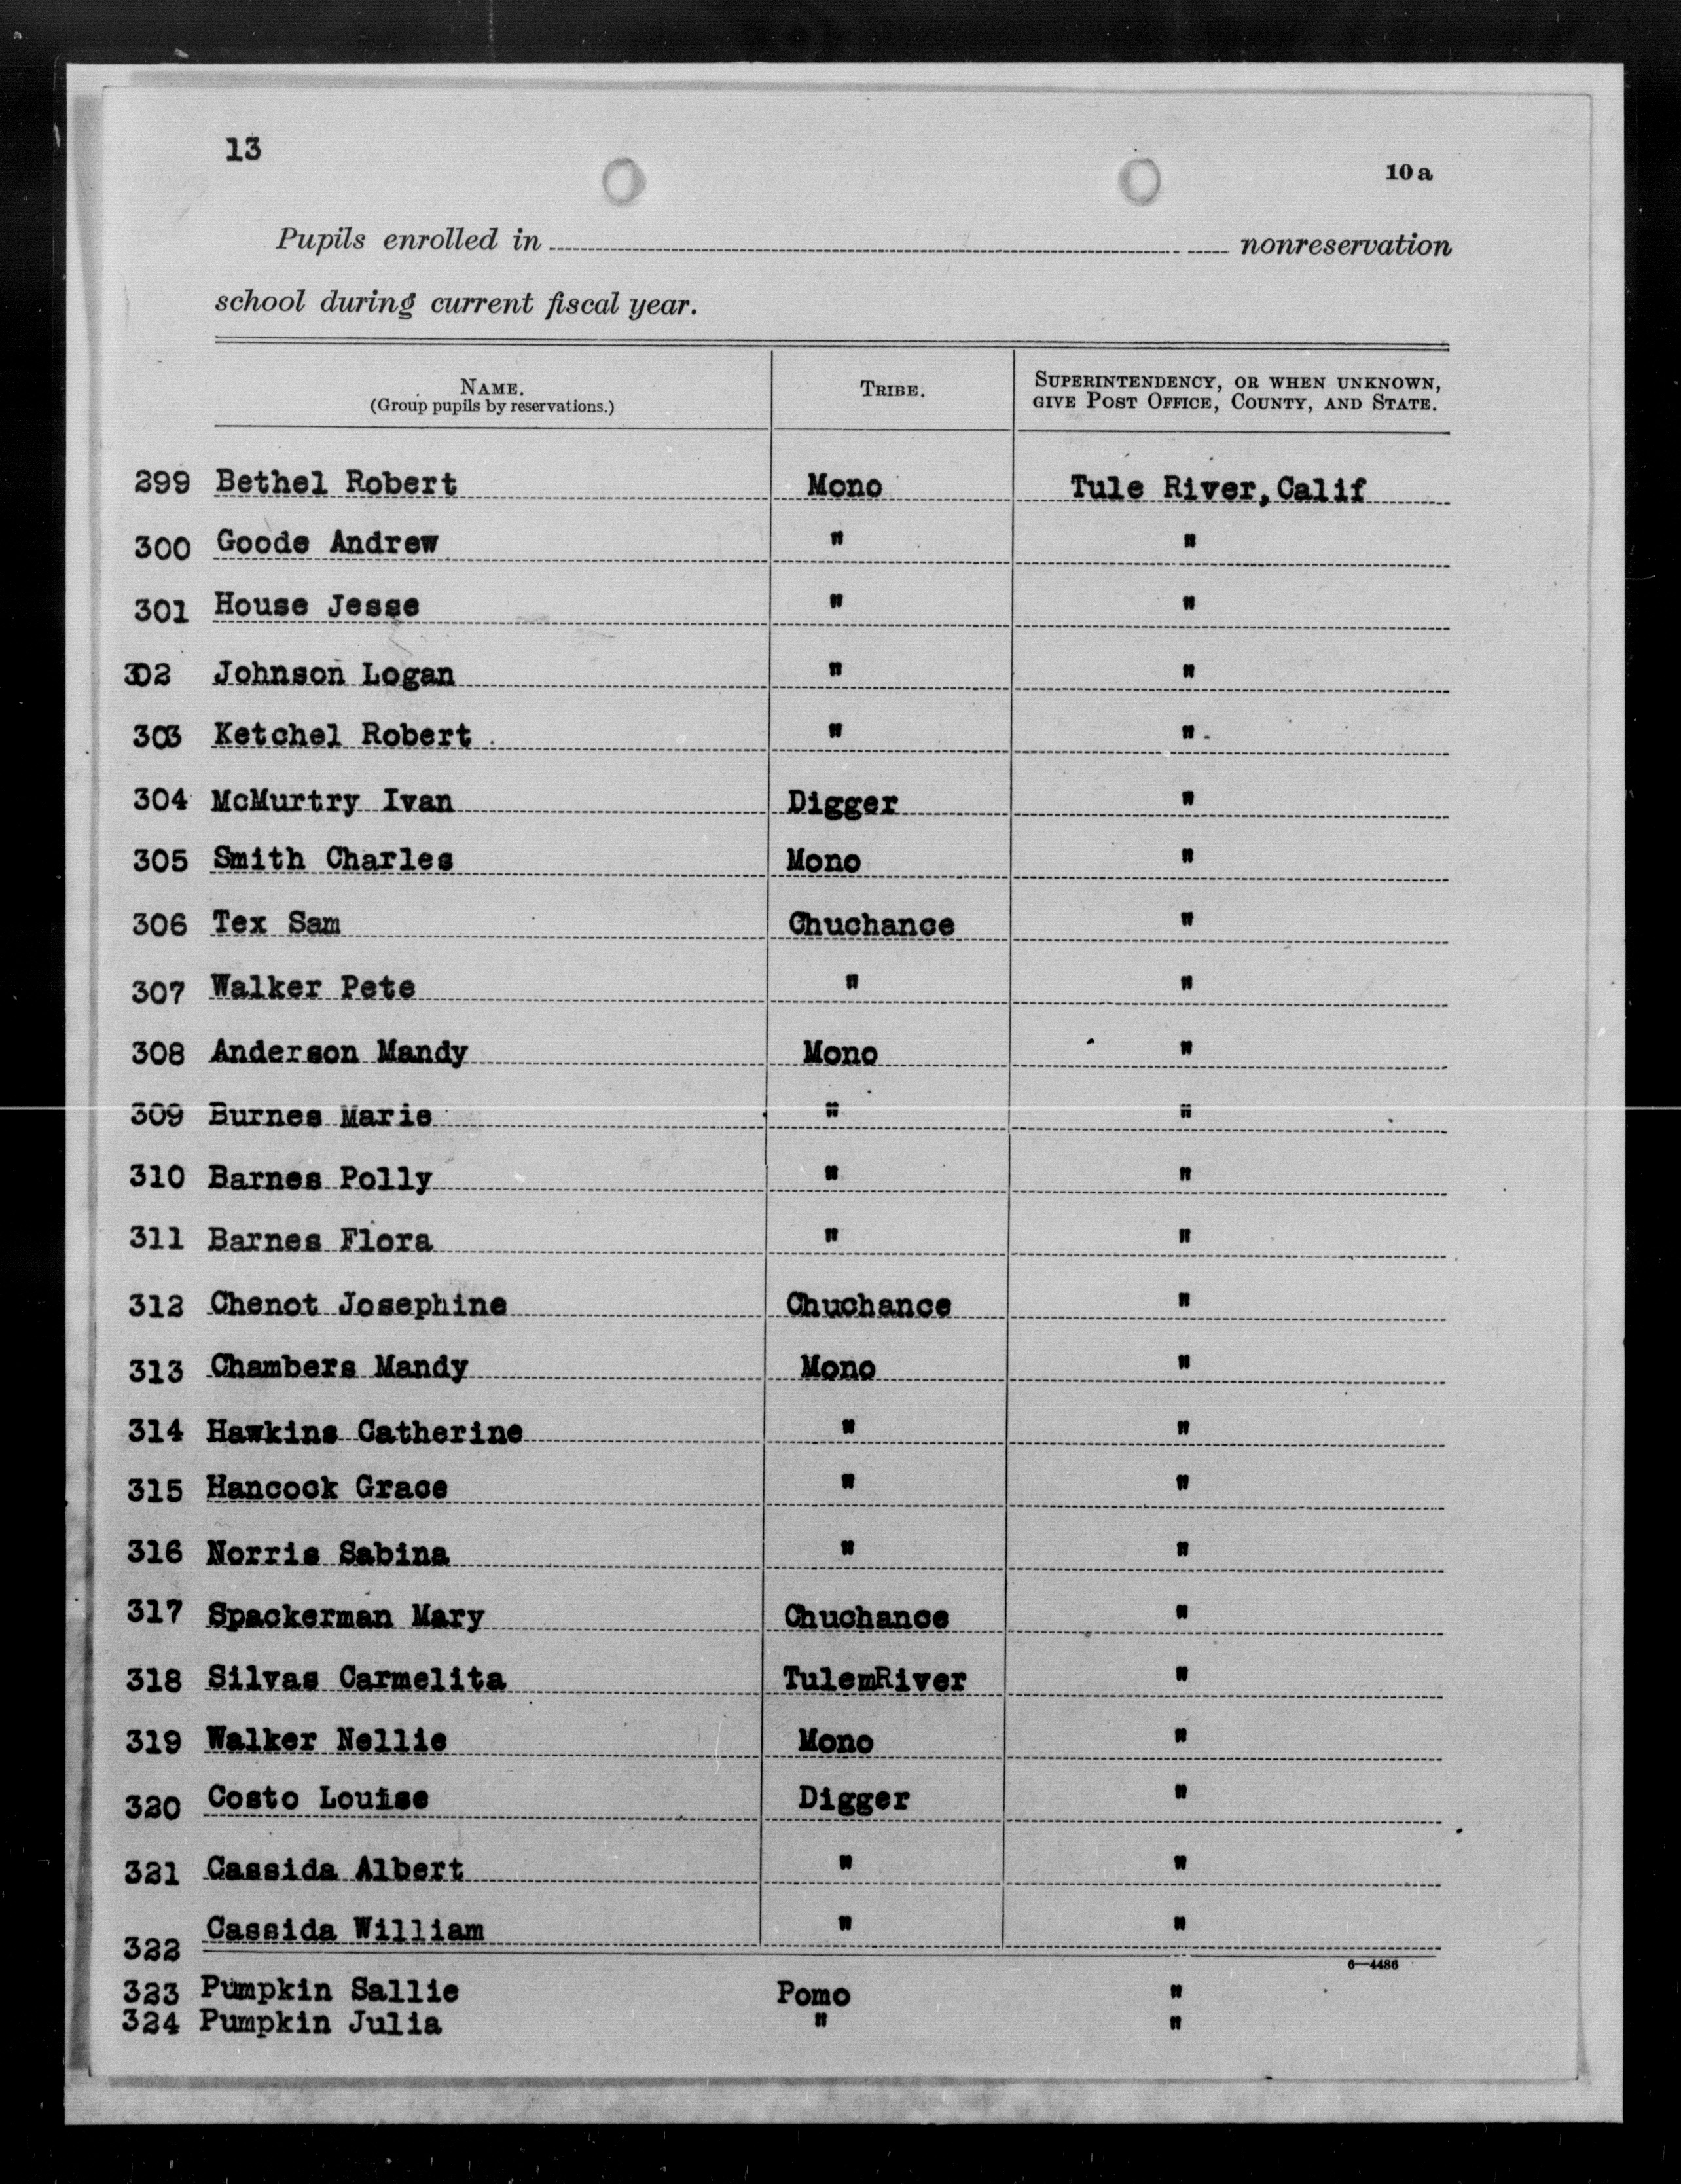 13
10a
Pupils enrolled in nonreservation
school during current fiscal year.
NAME.
(Group pupils by reservations.)
TRIBE.
SUPERINTENDENCY, OR WHEN UNKNOWN,
GIVE POST OFFICE, COUNTY, AND STATE.
299 Bethel Robert Mono Tule River, Calif
300 Goode Andrew " "
301 House Jesse " "
302 Johnson Logan " "
303 Ketchel Robert " "
304 McMurtry Ivan Digger "
305 Smith Charles Mono "
306 Tex Sam Chuchance "
307 Walker Pete " "
308 Anderson Mandy Mono "
309 Burnes Marie " "
310 Barnes Polly " "
311 Barnes Flora " "
312 Chenot Josephine Chuchance "
313 Chambers Mandy Mono "
314 Hawkins Catherine " "
315 Hancock Grace " "
316 Norris Sabina " "
317 Spackerman Mary Chuchance "
318 Silvas Carmelita TulemRiver "
319 Walker Nellie Mono "
320 Costo Louise Digger "
321 Cassida Albert " "
322 Cassida William " "
6—4486
323 Pumpkin Sallie Pomo "
324 Pumpkin Julia " "